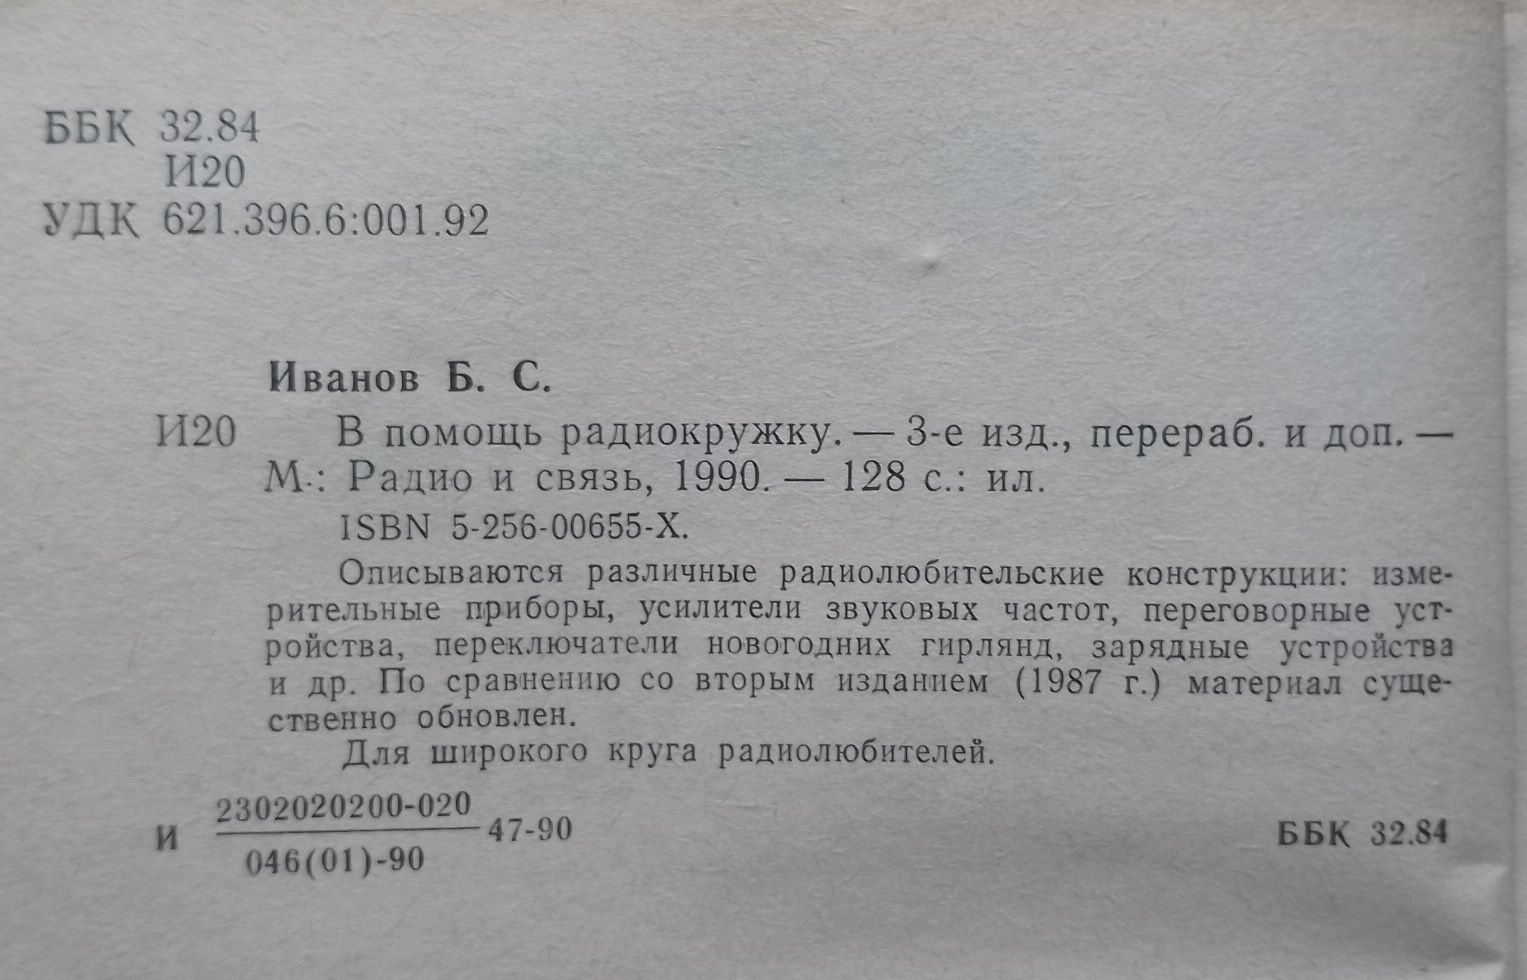 ББК 32.84
И20
УДК 621.396.6:001.92
Иванов Б. С.
И20 В помощь радиокружку. — 3-е изд., перераб. и доп. —
М.: Радио и связь, 1990. — 128 с.: ил.
ISBN 5-256-00655-X.
Описываются различные радиолюбительские конструкции: изме-
рительные приборы, усилители звуковых частот, переговорные уст-
ройства, переключатели новогодних гирлянд, зарядные устройства
и др. По сравнению со вторым изданием (1987 г.) материал суще-
ственно обновлен.
Для широкого круга радиолюбителей.
2302020200-020
И 47-90
046(01)-90
ББК 32.84